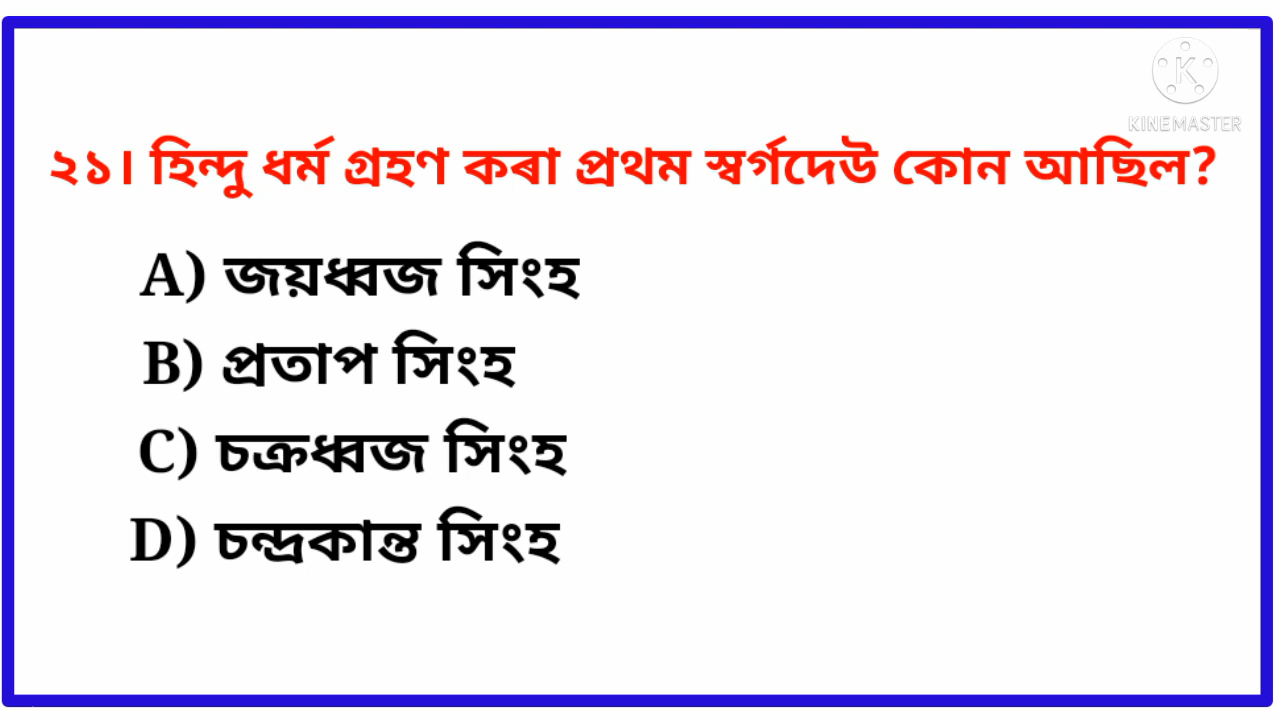 KINEMASTER
২১। হিন্দু ধৰ্ম গ্ৰহণ কৰা প্ৰথম স্বৰ্গদেউ কোন আছিল?
A) জয়ধ্বজ সিংহ
B) প্ৰতাপ সিংহ
C) চক্ৰধ্বজ সিংহ
D) চন্দ্ৰকান্ত সিংহ